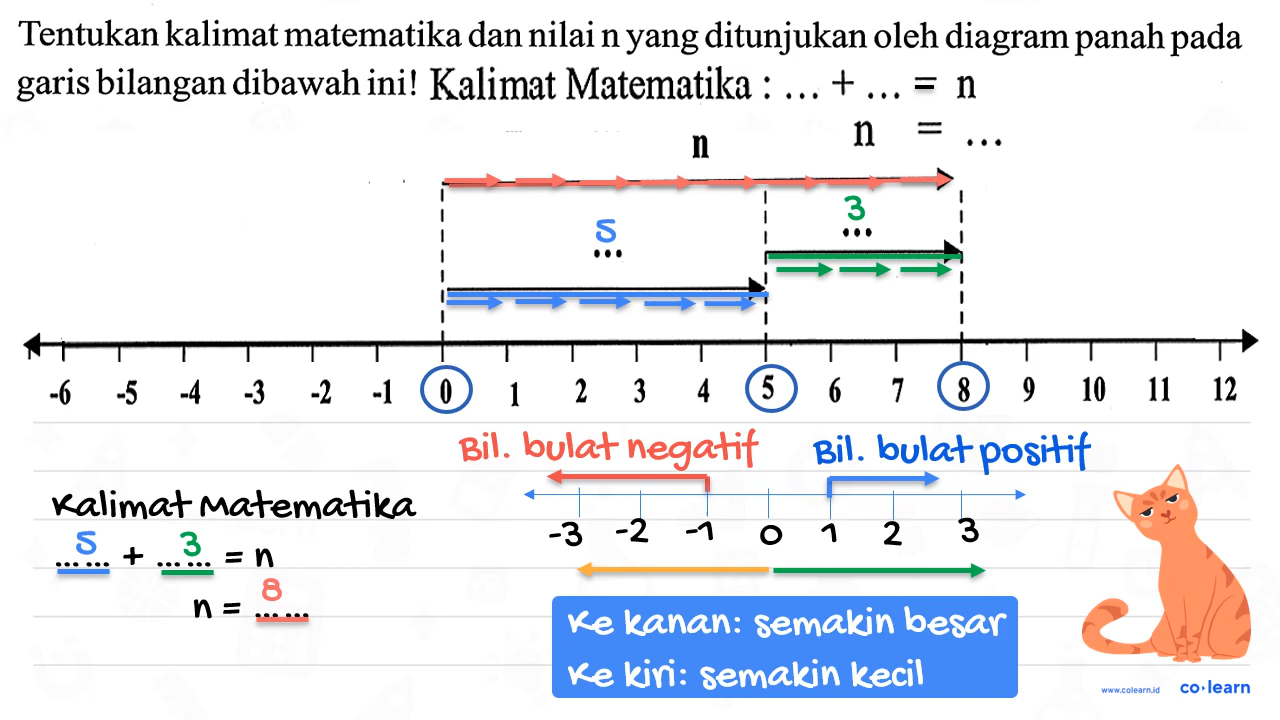 Tentukan kalimat matematika dan nilai n yang ditunjukan oleh diagram panah pada
garis bilangan dibawah ini! Kalimat Matematika : ... + ... = n
n = ...
n
3
...
5
...
-6 -5 -4 -3 -2 -1 0 1 2 3 4 5 6 7 8 9 10 11 12
Bil. bulat negatif Bil. bulat positif
Kalimat Matematika
-3 -2 -1 0 1 2 3
5 3
... ... + ... ... = n
8
n = ... ...
Ke kanan: semakin besar
Ke kiri: semakin kecil
www.colearn.id co·learn